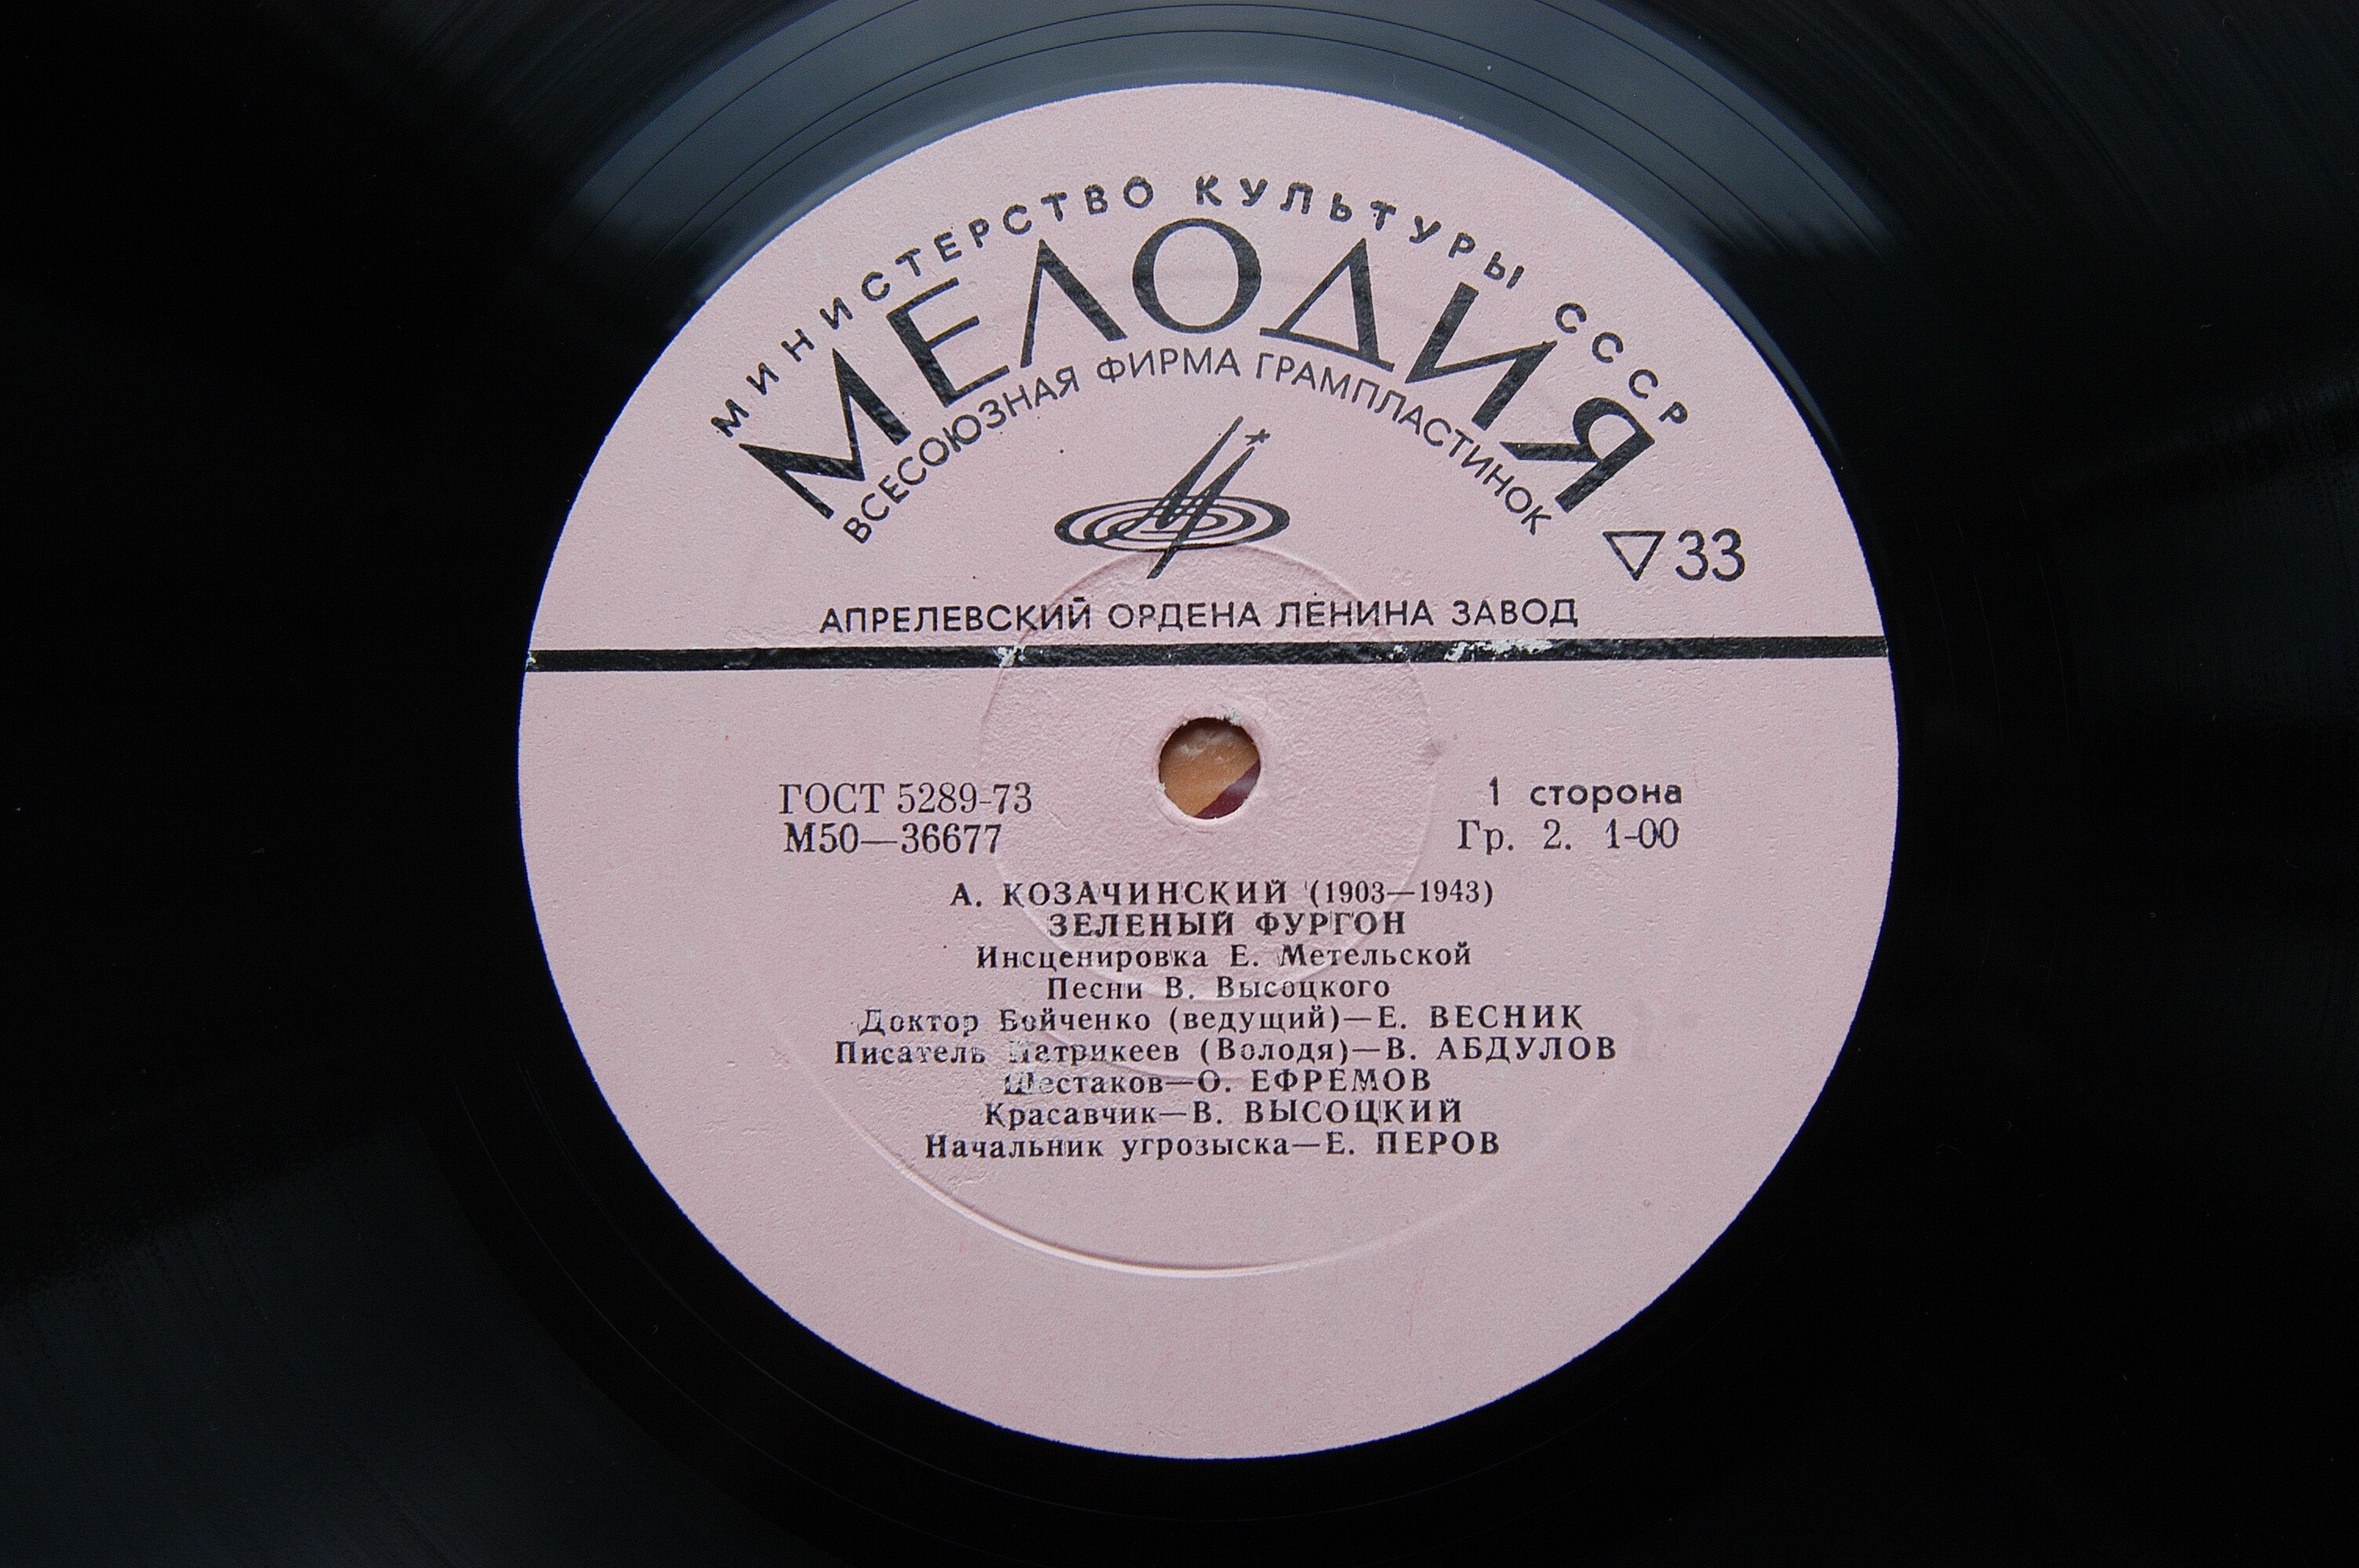 МИНИСТЕРСТВО КУЛЬТУРЫ СССР
МЕЛОДИЯ
ВСЕСОЮЗНАЯ ФИРМА ГРАМПЛАСТИНОК
33
АПРЕЛЕВСКИЙ ОРДЕНА ЛЕНИНА ЗАВОД
ГОСТ 5289-73
М50—36677
1 сторона
Гр. 2. 1-00
А. КОЗАЧИНСКИЙ (1903—1943)
ЗЕЛЕНЫЙ ФУРГОН
Инсценировка Е. Метельской
Песни В. Высоцкого
Доктор Бойченко (ведущий)—Е. ВЕСНИК
Писатель Патрикеев (Володя)—В. АБДУЛОВ
Шестаков—О. ЕФРЕМОВ
Красавчик—В. ВЫСОЦКИЙ
Начальник угрозыска—Е. ПЕРОВ